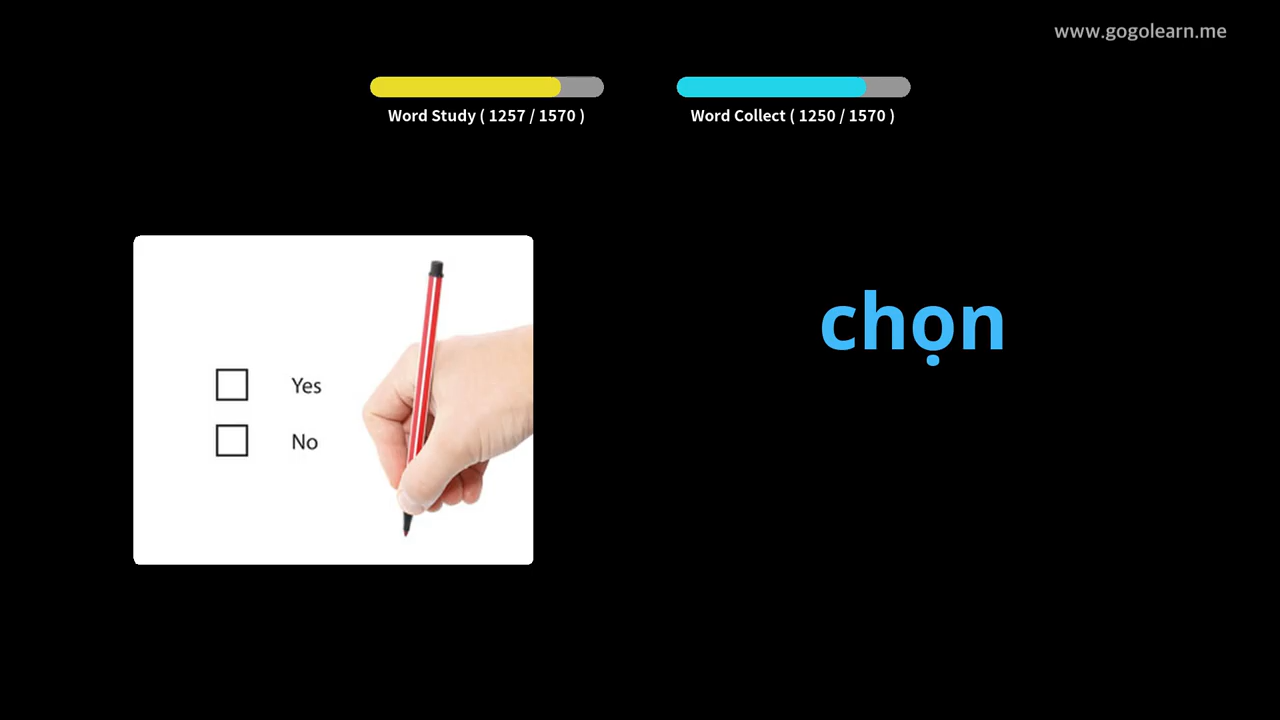 www.gogolearn.me
Word Study ( 1257 / 1570 )
Word Collect ( 1250 / 1570 )
chọn
Yes
No